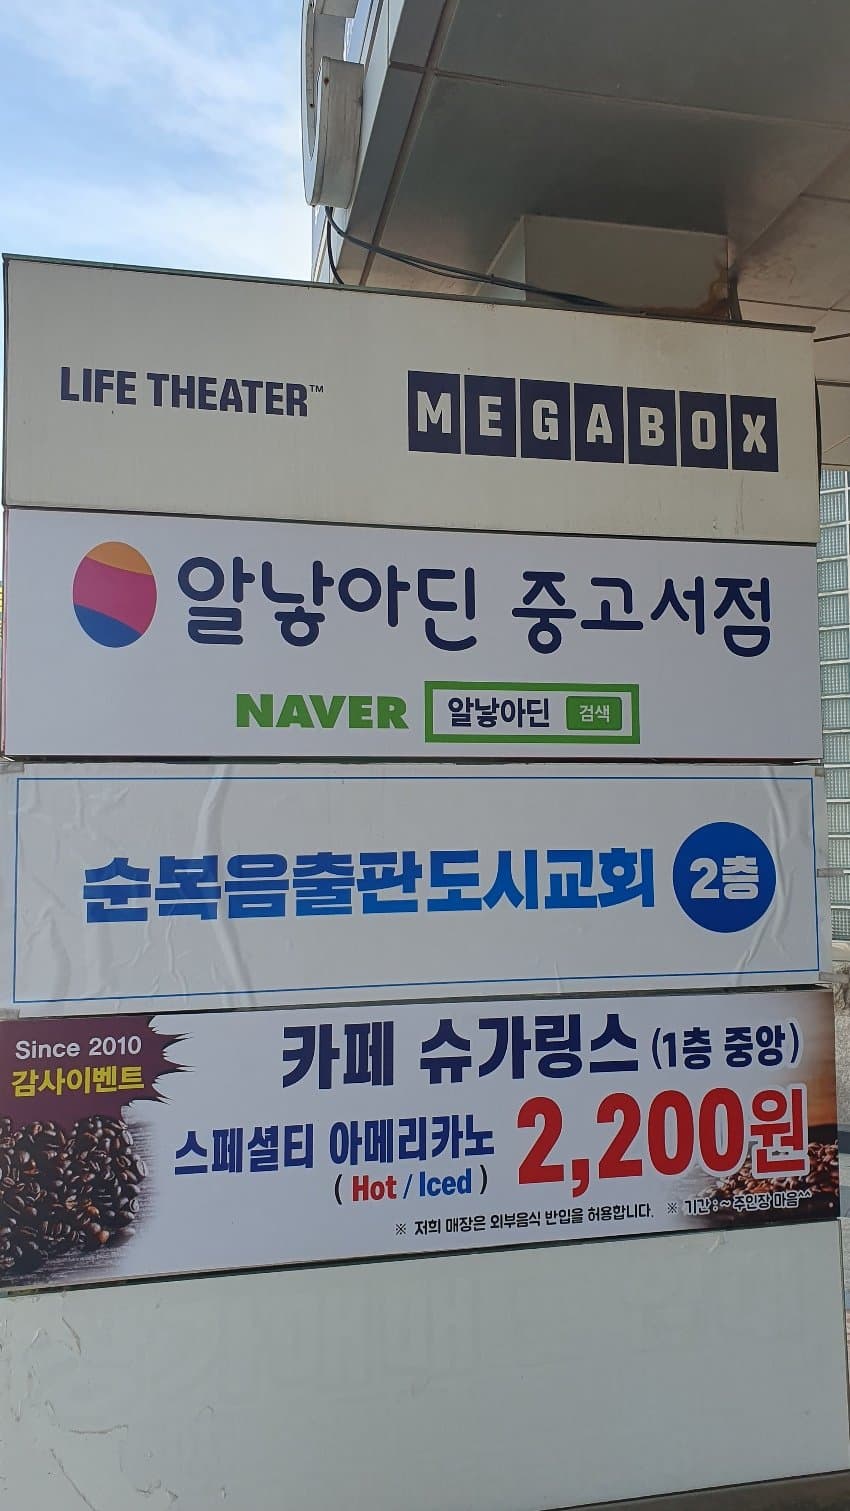 LIFE THEATER™ MEGABOX
알낳아딘 중고서점
NAVER 알낳아딘 검색
순복음출판도시교회 2층
Since 2010
감사이벤트
카페 슈가링스 (1층 중앙)
스페셜티 아메리카노 2,200원
( Hot / Iced )
※ 저희 매장은 외부음식 반입을 허용합니다. ※ 기간 : ~ 주인장 마음^^